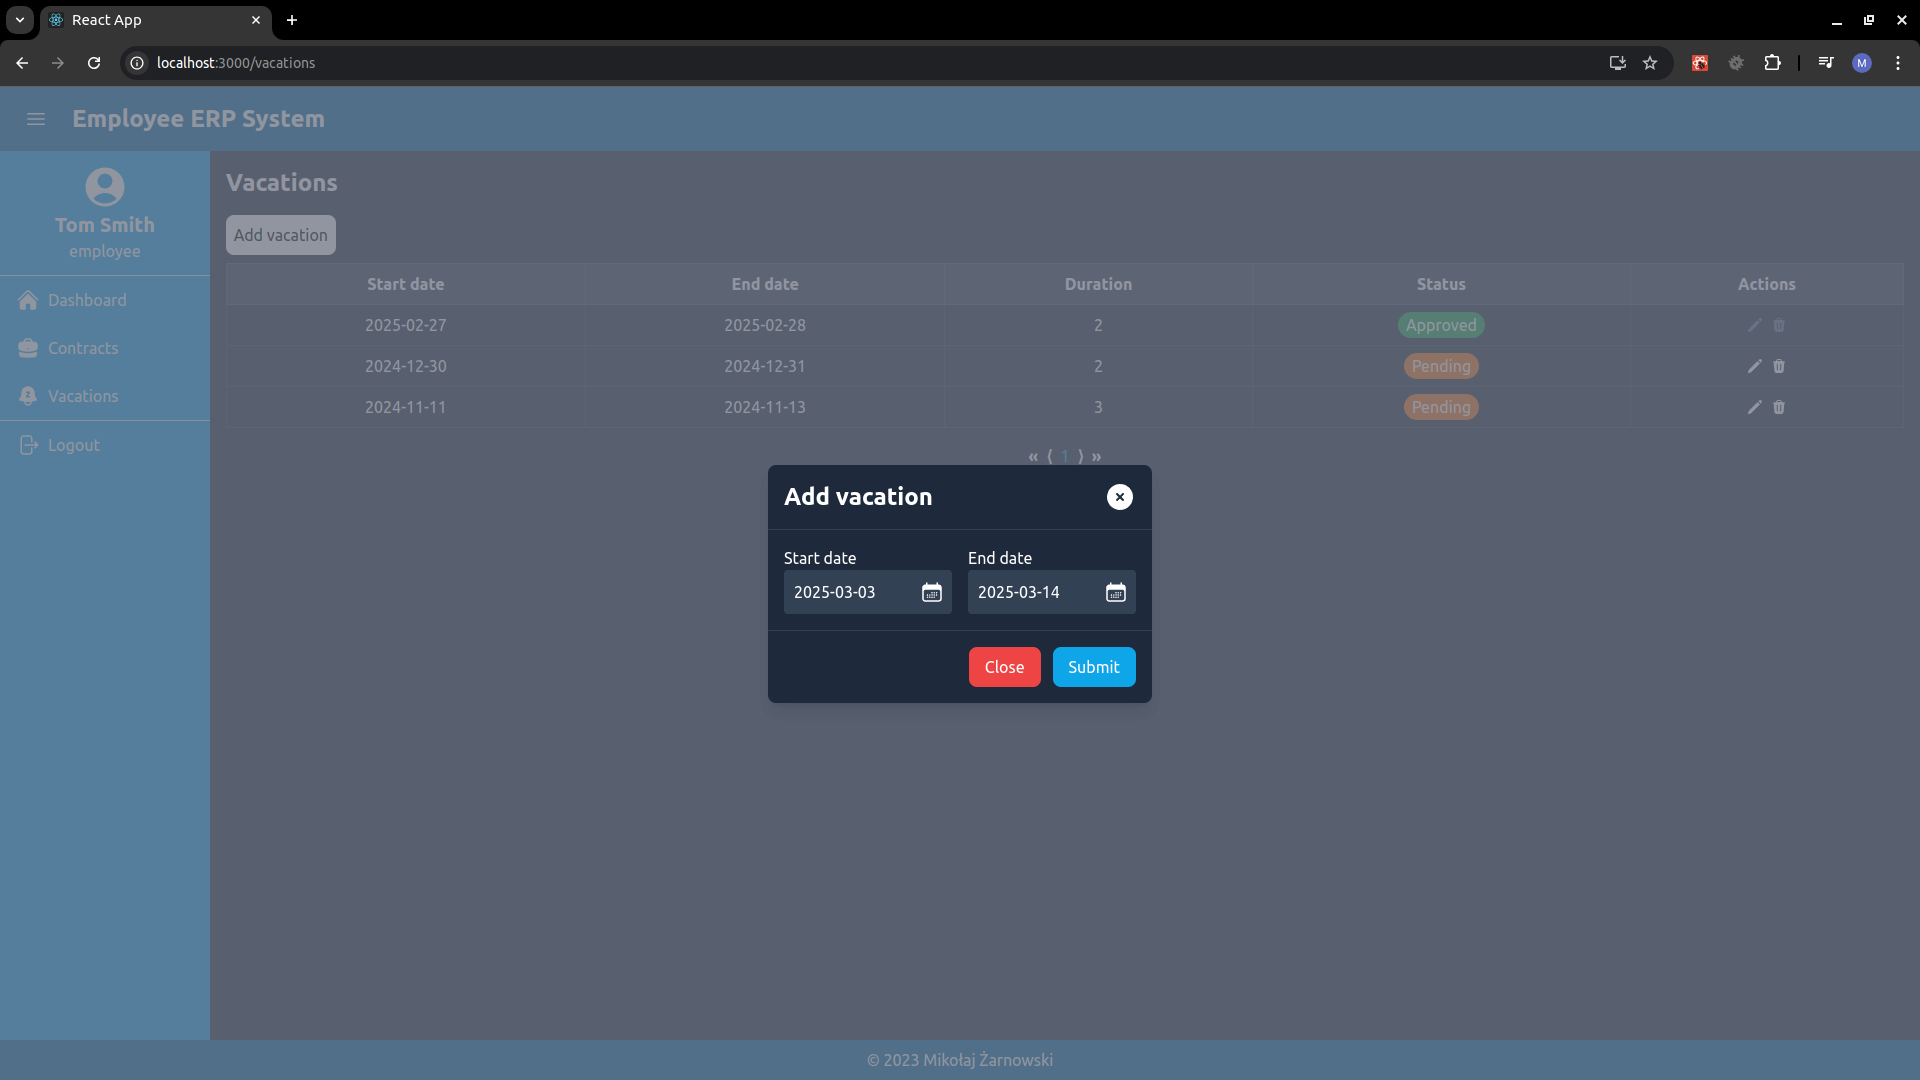 React App
localhost:3000/vacations
M
Employee ERP System
Tom Smith
employee
Dashboard
Contracts
Vacations
Logout
Vacations
Add vacation
Start date End date Duration Status Actions
2025-02-27 2025-02-28 2 Approved
2024-12-30 2024-12-31 2 Pending
2024-11-11 2024-11-13 3 Pending
« ⟨ 1 ⟩ »
Add vacation
Start date End date
2025-03-03 2025-03-14
Close Submit
© 2023 Mikołaj Żarnowski